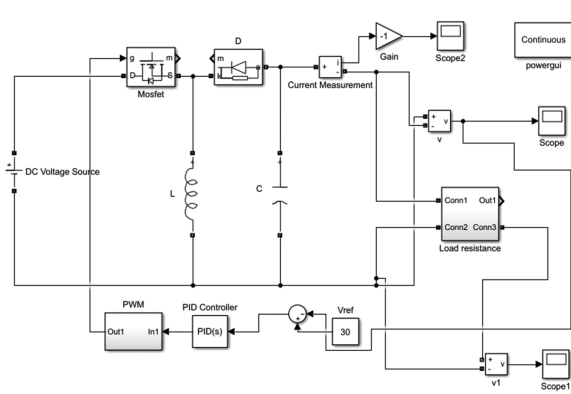 Continuous
powergui
-1
Gain
Scope2
D
g
m
D
S
Mosfet
m
k
a
+
i
-
Current Measurement
+
-
v
v
Scope
+
DC Voltage Source
L
+
C
+
Conn1
Out1
Conn2
Conn3
Load resistance
PWM
Out1
In1
PID Controller
PID(s)
-
+
Vref
30
+
-
v
v1
Scope1